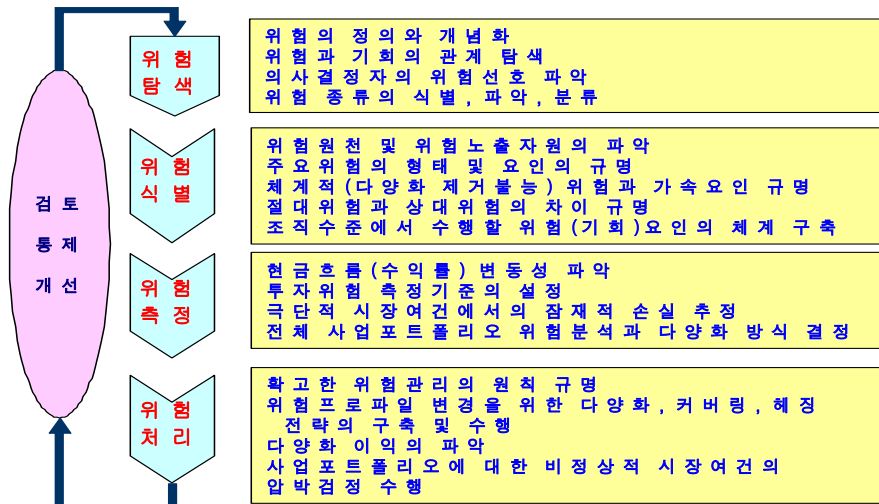 위험
탐색
위험의 정의와 개념화
위험과 기회의 관계 탐색
의사결정자의 위험선호 파악
위험 종류의 식별, 파악, 분류
위험
식별
위험원천 및 위험노출자원의 파악
주요위험의 형태 및 요인의 규명
체계적(다양화 제거불능) 위험과 가속요인 규명
절대위험과 상대위험의 차이 규명
조직수준에서 수행할 위험(기회)요인의 체계 구축
검토
통제
개선
위험
측정
현금흐름(수익률) 변동성 파악
투자위험 측정기준의 설정
극단적 시장여건에서의 잠재적 손실 추정
전체 사업포트폴리오 위험분석과 다양화 방식 결정
위험
처리
확고한 위험관리의 원칙 규명
위험프로파일 변경을 위한 다양화, 커버링, 헤징
전략의 구축 및 수행
다양화 이익의 파악
사업포트폴리오에 대한 비정상적 시장여건의
압박검정 수행